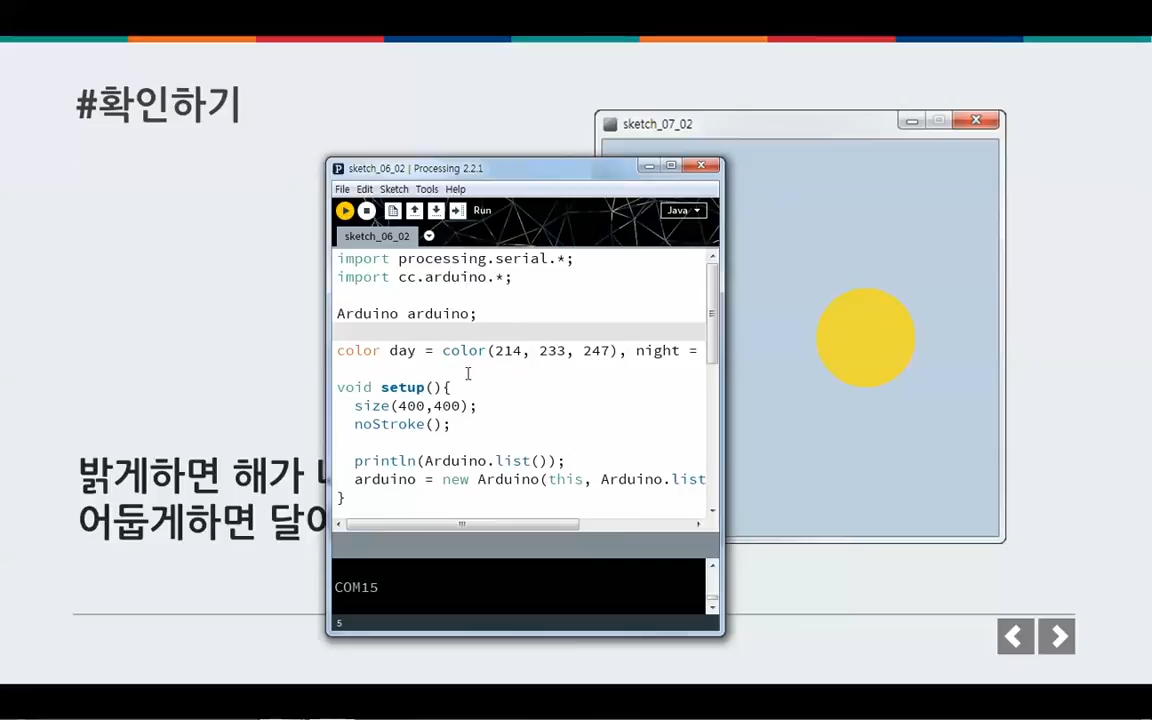 #확인하기
sketch_07_02
sketch_06_02 | Processing 2.2.1
File Edit Sketch Tools Help
Run
Java
sketch_06_02
import processing.serial.*;
import cc.arduino.*;
Arduino arduino;
color day = color(214, 233, 247), night =
void setup(){
size(400,400);
noStroke();
println(Arduino.list());
arduino = new Arduino(this, Arduino.list
}
밝게하면 해가
어둡게하면 달이
COM15
5